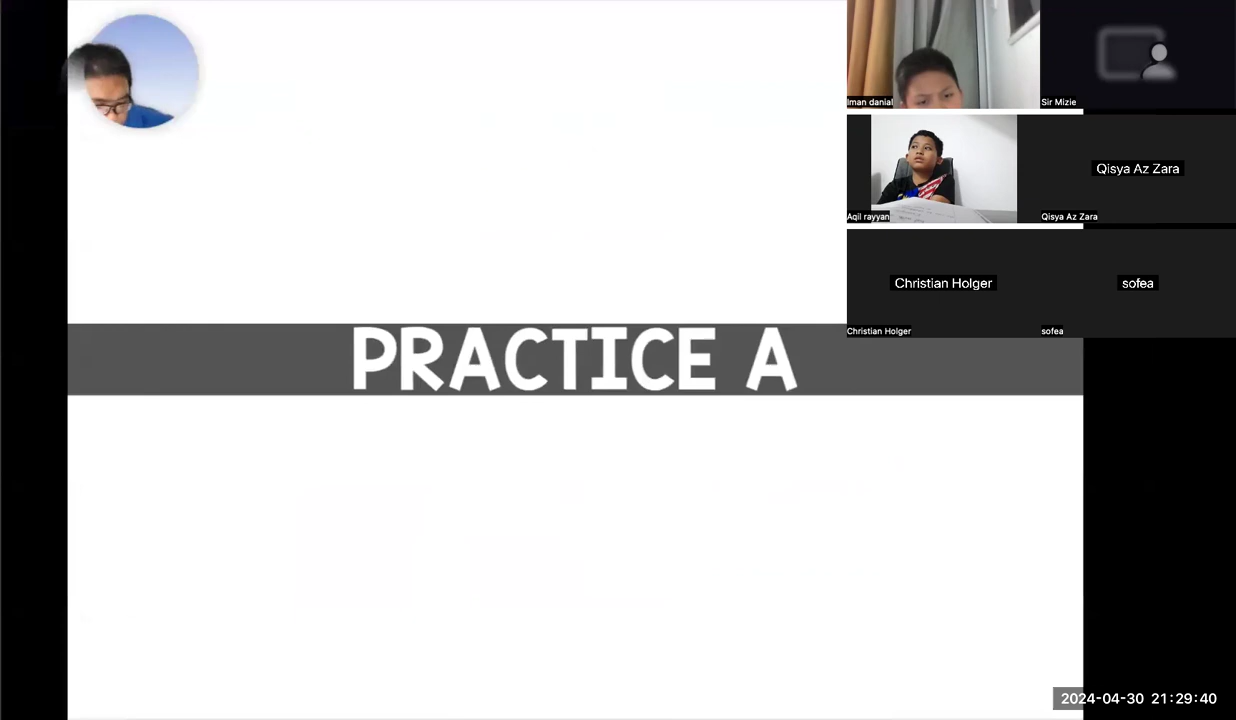 PRACTICE A
Iman danial
Sir Mizie
Qisya Az Zara
Aqil rayyan
Qisya Az Zara
Christian Holger
sofea
Christian Holger
sofea
2024-04-30 21:29:40